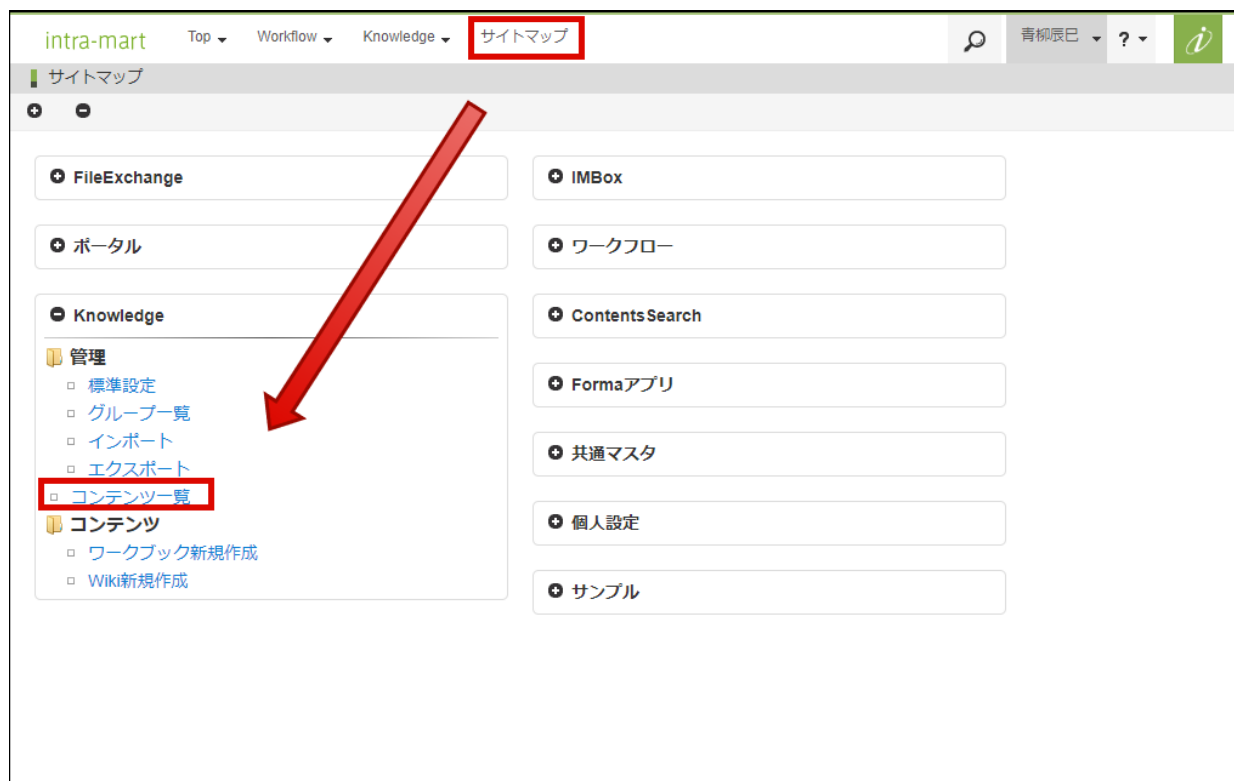 intra-mart Top Workflow Knowledge サイトマップ 青柳辰巳 ?
サイトマップ
FileExchange
IMBox
ポータル
ワークフロー
Knowledge
管理
標準設定
グループ一覧
インポート
エクスポート
コンテンツ一覧
コンテンツ
ワークブック新規作成
Wiki新規作成
ContentsSearch
Formaアプリ
共通マスタ
個人設定
サンプル